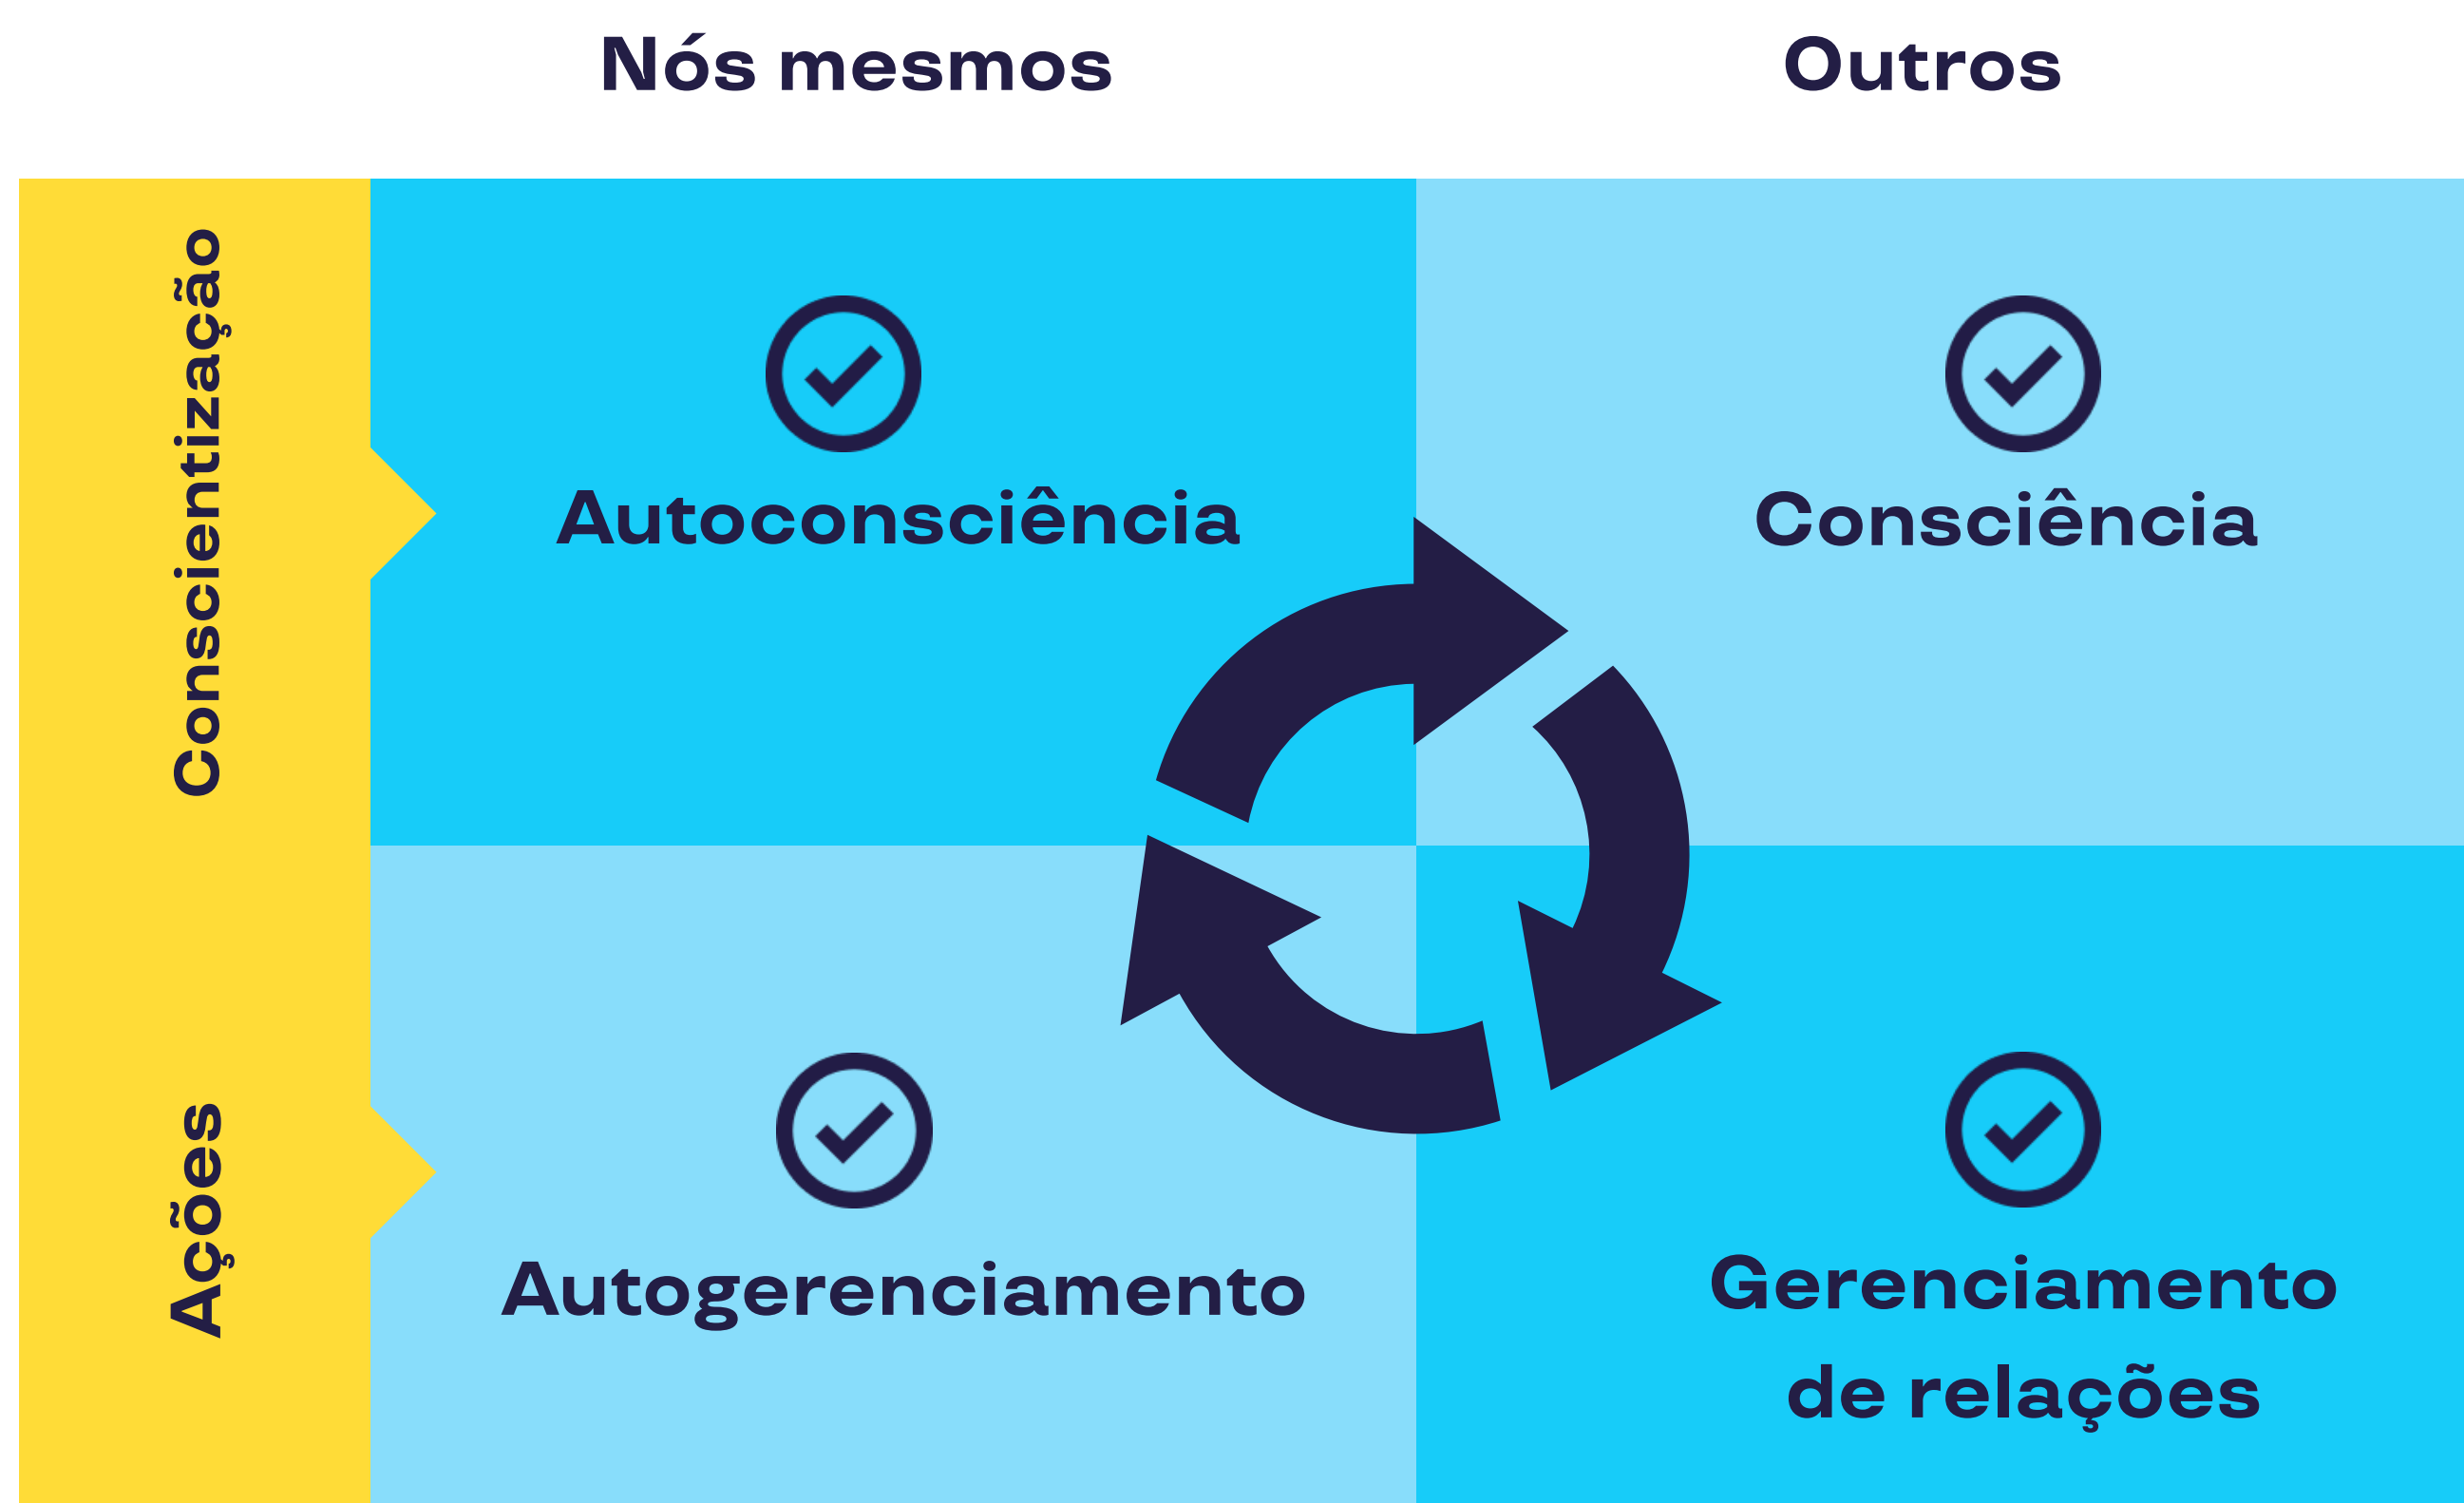 Nós mesmos
Outros
Conscientização
Autoconsciência
Consciência
Ações
Autogerenciamento
Gerenciamento
de relações